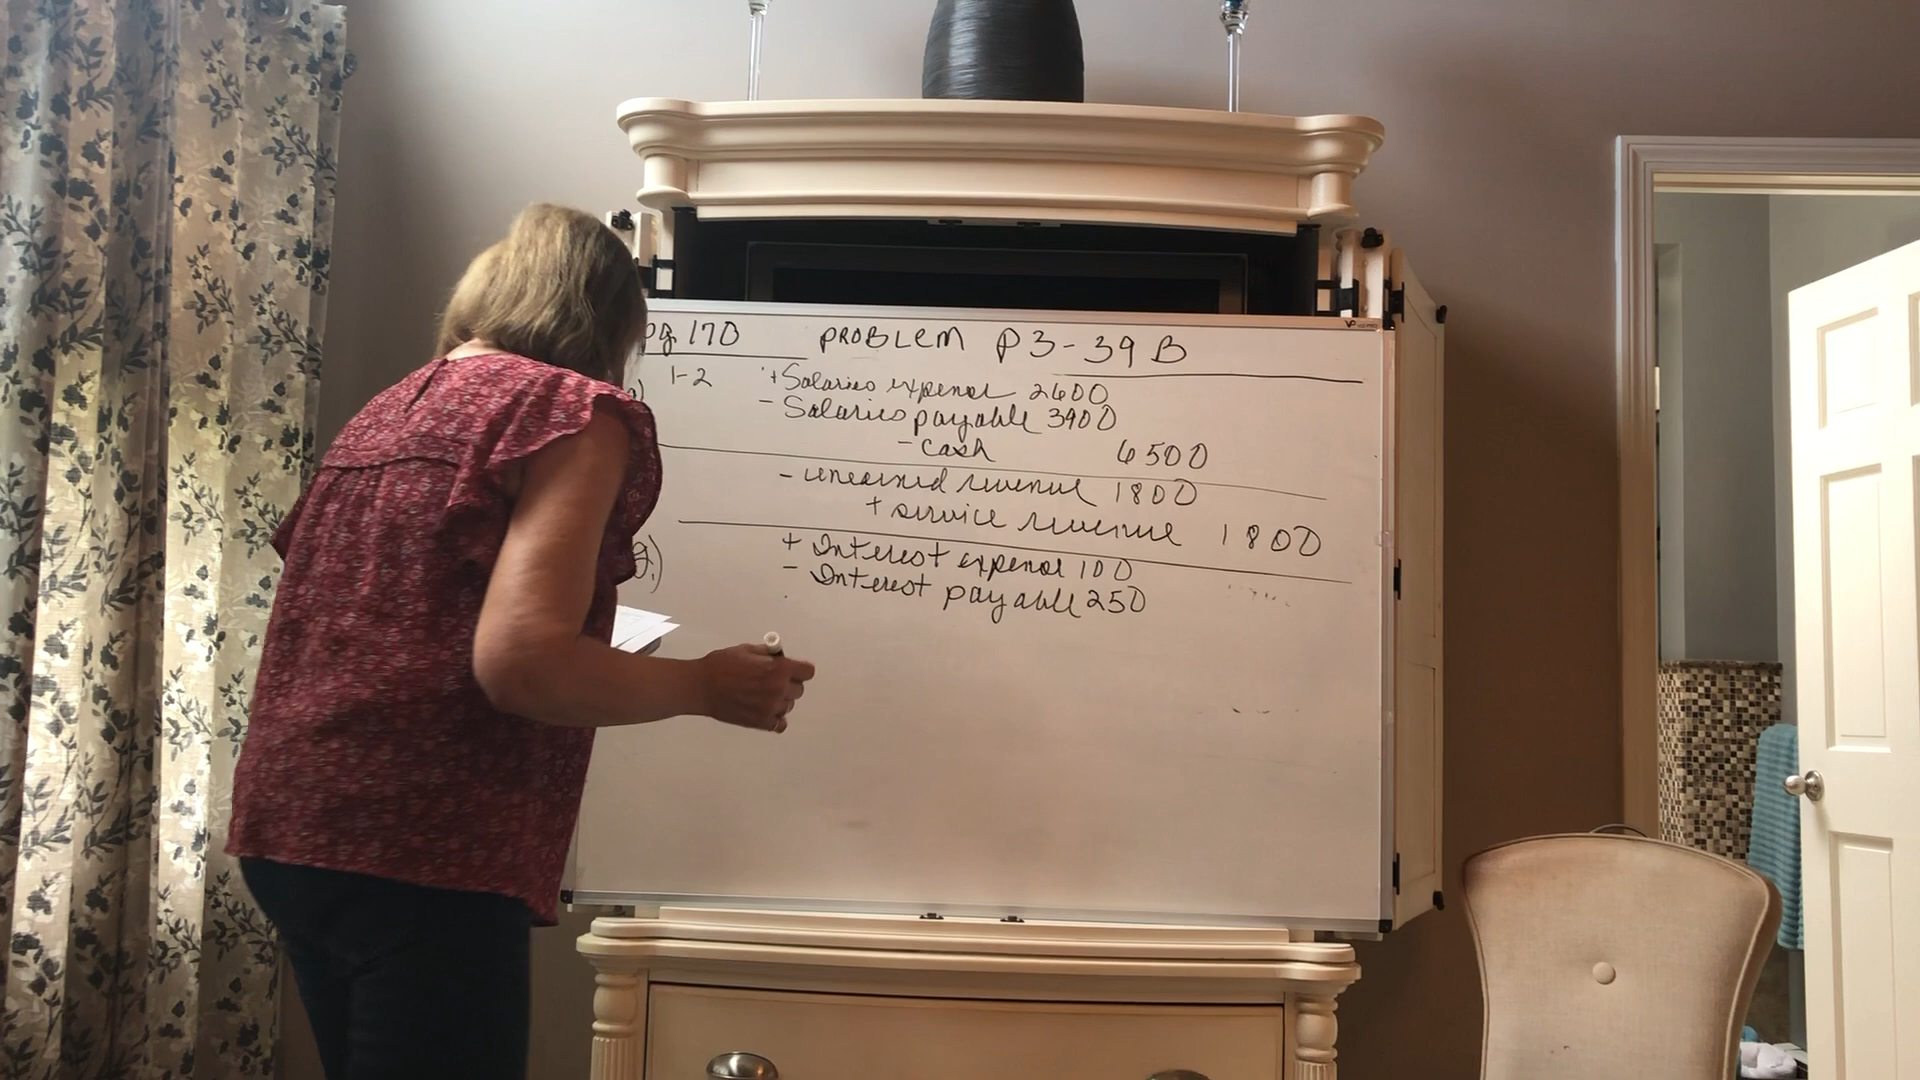 pg 170 PROBLEM P3-39B
1-2 + Salaries expense 2600
- Salaries payable 3900
- cash 6500
- unearned revenue 1800
+ service revenue 1800
g.) + Interest expense 100
- Interest payable 250